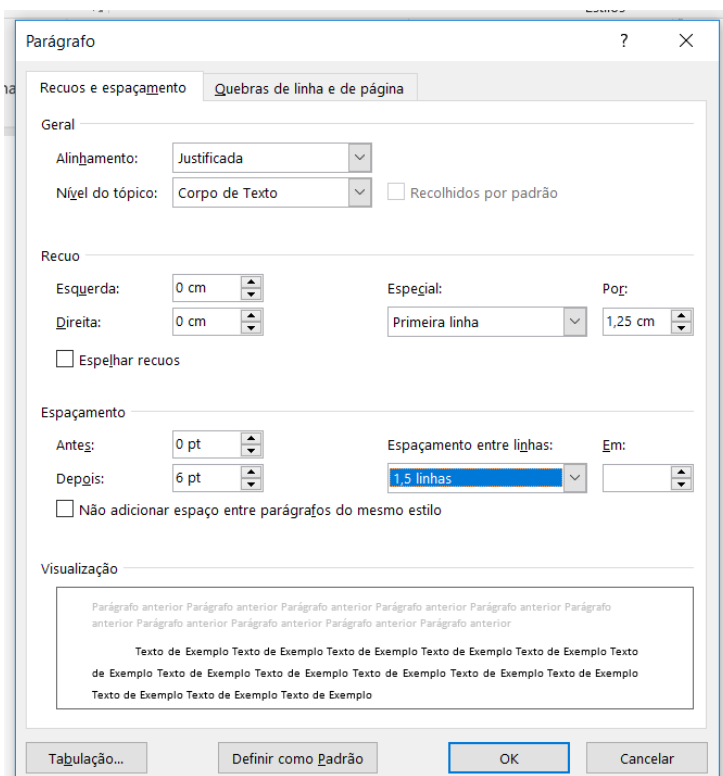 Parágrafo ? X
Recuos e espaçamento Quebras de linha e de página
Geral
Alinhamento: Justificada
Nível do tópico: Corpo de Texto Recolhidos por padrão
Recuo
Esquerda: 0 cm Especial: Por:
Direita: 0 cm Primeira linha 1,25 cm
Espelhar recuos
Espaçamento
Antes: 0 pt Espaçamento entre linhas: Em:
Depois: 6 pt 1,5 linhas
Não adicionar espaço entre parágrafos do mesmo estilo
Visualização
Parágrafo anterior Parágrafo anterior Parágrafo anterior Parágrafo anterior Parágrafo anterior Parágrafo
anterior Parágrafo anterior Parágrafo anterior Parágrafo anterior Parágrafo anterior
Texto de Exemplo Texto de Exemplo Texto de Exemplo Texto de Exemplo Texto de Exemplo Texto
de Exemplo Texto de Exemplo Texto de Exemplo Texto de Exemplo Texto de Exemplo Texto de Exemplo
Texto de Exemplo Texto de Exemplo Texto de Exemplo
Tabulação... Definir como Padrão OK Cancelar